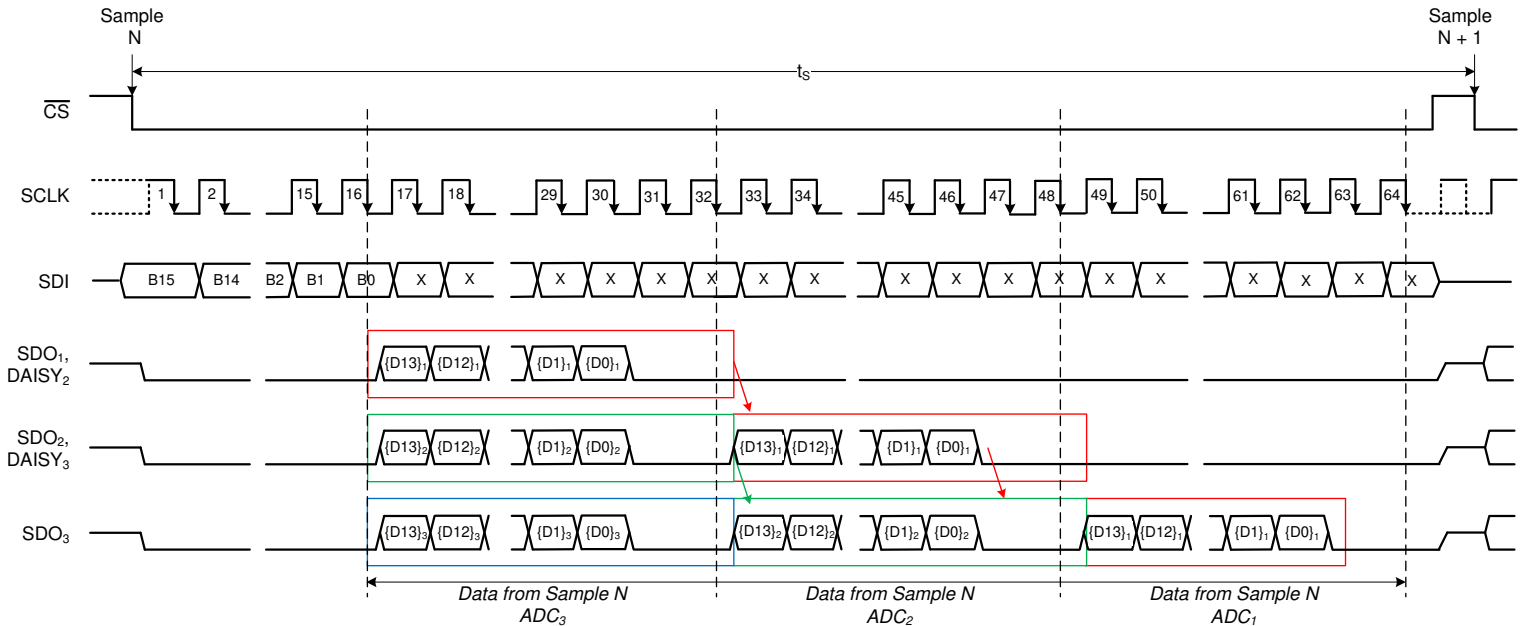 Sample
N
Sample
N + 1
tS
CS
SCLK
1 2 15 16 17 18 29 30 31 32 33 34 45 46 47 48 49 50 61 62 63 64
SDI
B15 B14 B2 B1 B0 X X X X X X X X X X X X X X X X X X
SDO1,
DAISY2
{D13}1 {D12}1 {D1}1 {D0}1
SDO2,
DAISY3
{D13}2 {D12}2 {D1}2 {D0}2 {D13}1 {D12}1 {D1}1 {D0}1
SDO3
{D13}3 {D12}3 {D1}3 {D0}3 {D13}2 {D12}2 {D1}2 {D0}2 {D13}1 {D12}1 {D1}1 {D0}1
Data from Sample N
ADC3
Data from Sample N
ADC2
Data from Sample N
ADC1